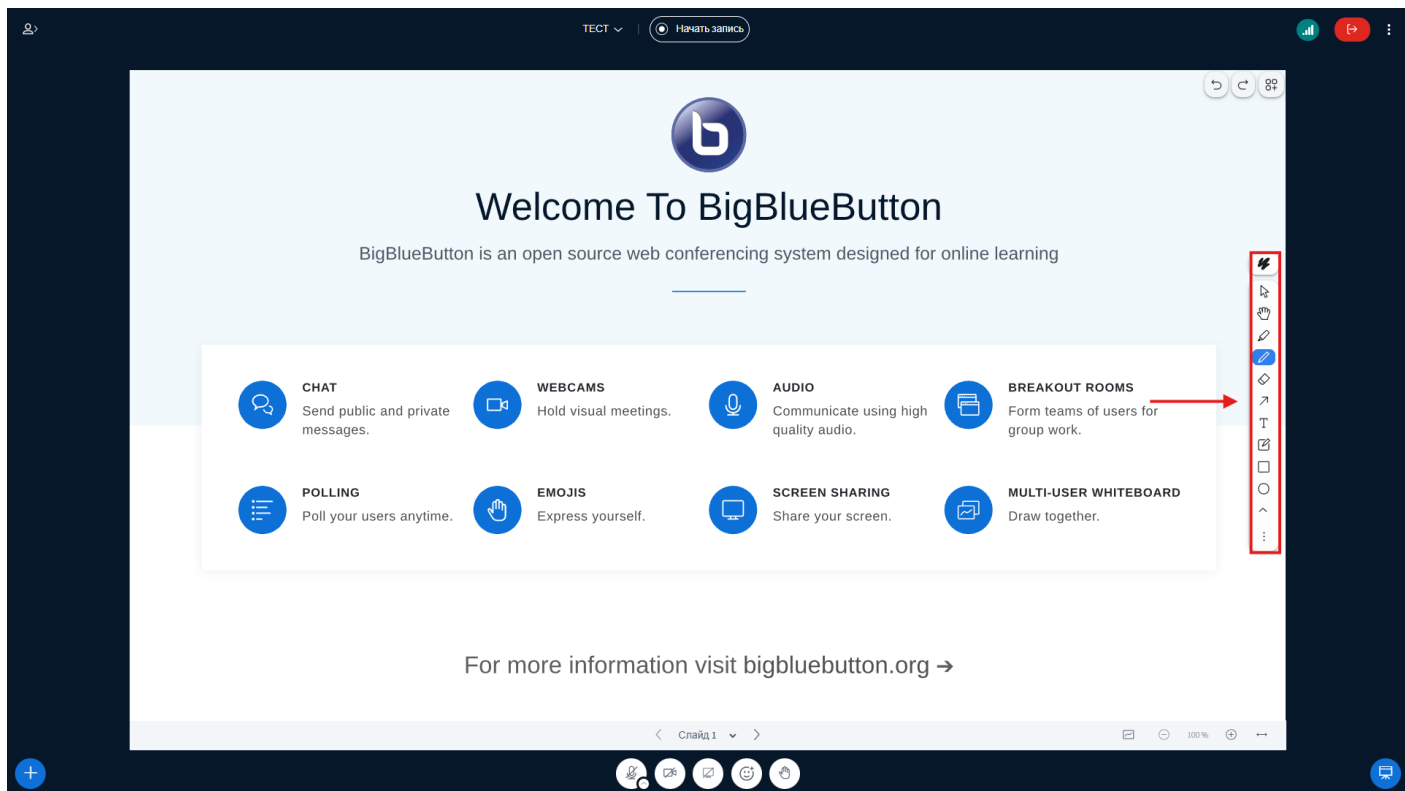 ТЕСТ
Начать запись
Welcome To BigBlueButton
BigBlueButton is an open source web conferencing system designed for online learning
CHAT
Send public and private
messages.
WEBCAMS
Hold visual meetings.
AUDIO
Communicate using high
quality audio.
BREAKOUT ROOMS
Form teams of users for
group work.
POLLING
Poll your users anytime.
EMOJIS
Express yourself.
SCREEN SHARING
Share your screen.
MULTI-USER WHITEBOARD
Draw together.
For more information visit bigbluebutton.org ➔
Слайд 1
100 %